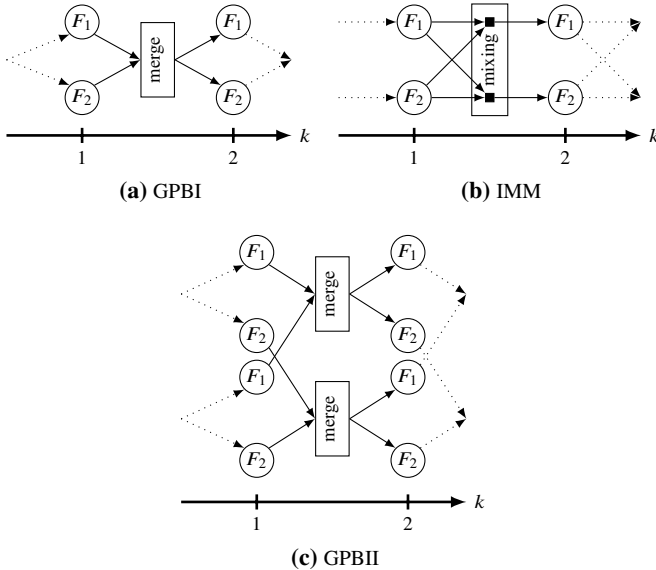 F1 F1 F1 F1
merge mixing
F2 F2 F2 F2
k k
1 2 1 2
(a) GPBI (b) IMM
F1 F1
merge
F2 F2
F1 F1
merge
F2 F2
k
1 2
(c) GPBII